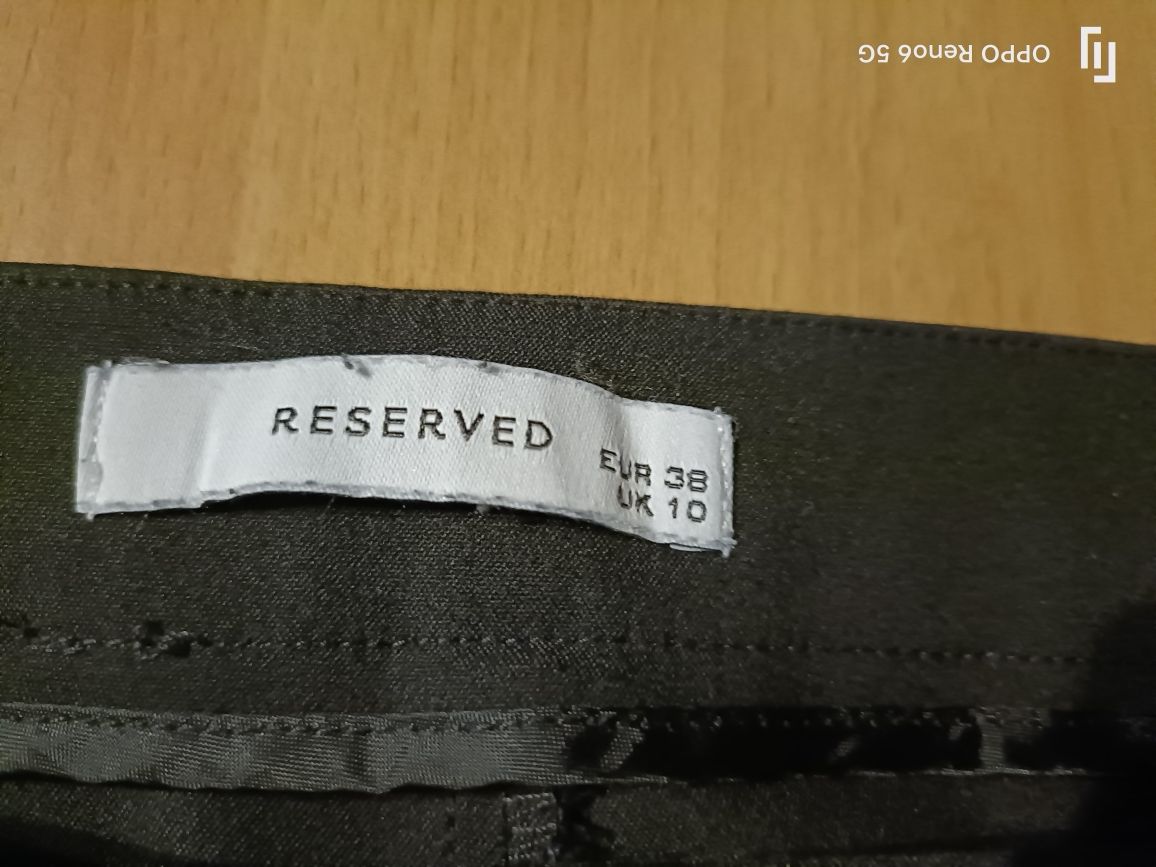 OPPO Reno6 5G
RESERVED
EUR 38
UK 10